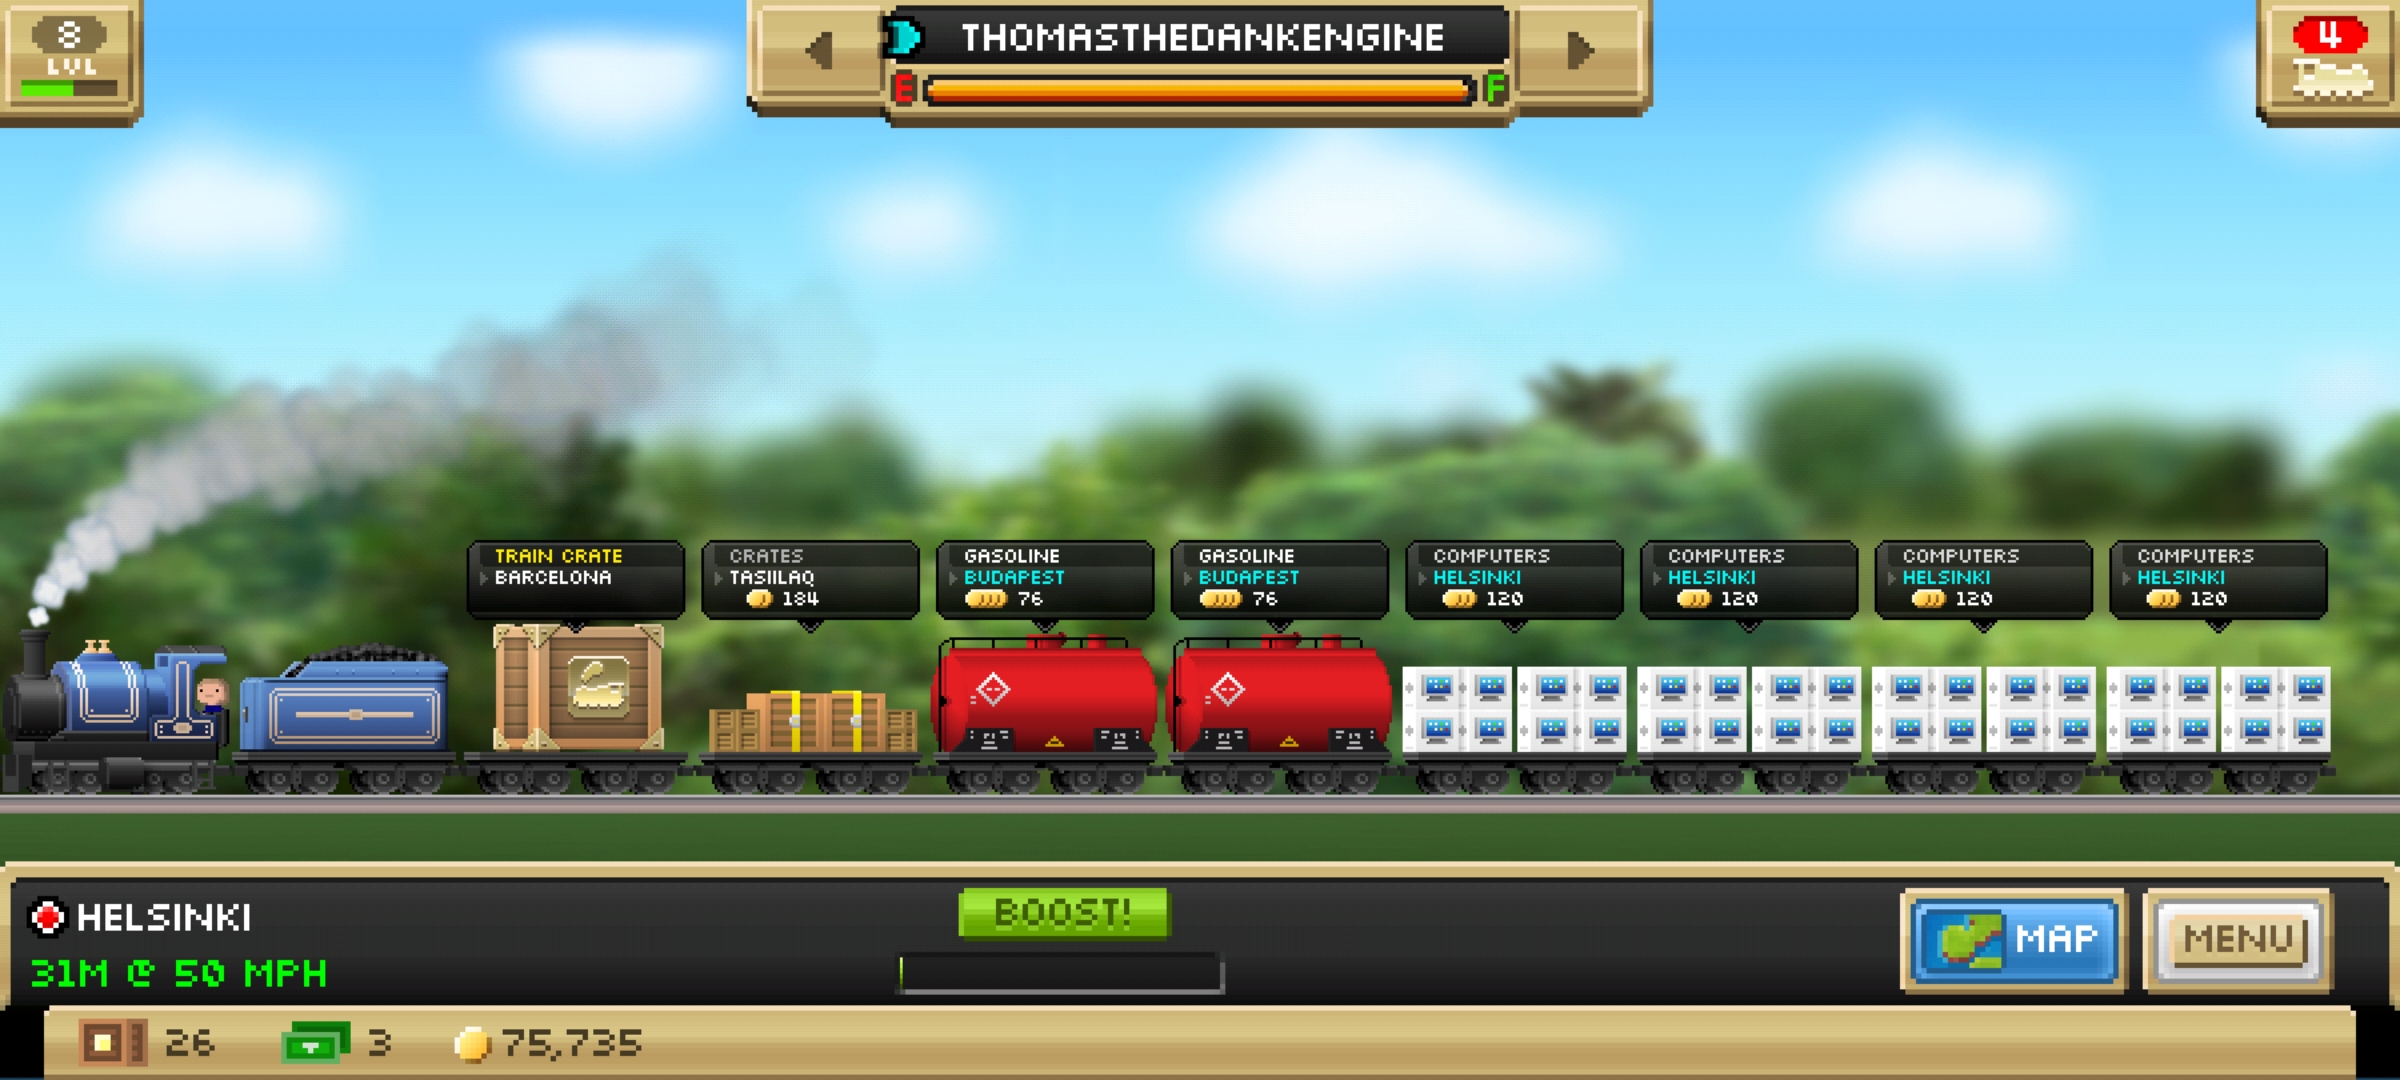 8
LVL
THOMASTHEDANKENGINE
E
F
4
TRAIN CRATE
BARCELONA
CRATES
TASIILAQ
184
GASOLINE
BUDAPEST
76
GASOLINE
BUDAPEST
76
COMPUTERS
HELSINKI
120
COMPUTERS
HELSINKI
120
COMPUTERS
HELSINKI
120
COMPUTERS
HELSINKI
120
HELSINKI
31M @ 50 MPH
BOOST!
MAP
MENU
26
3
75,735